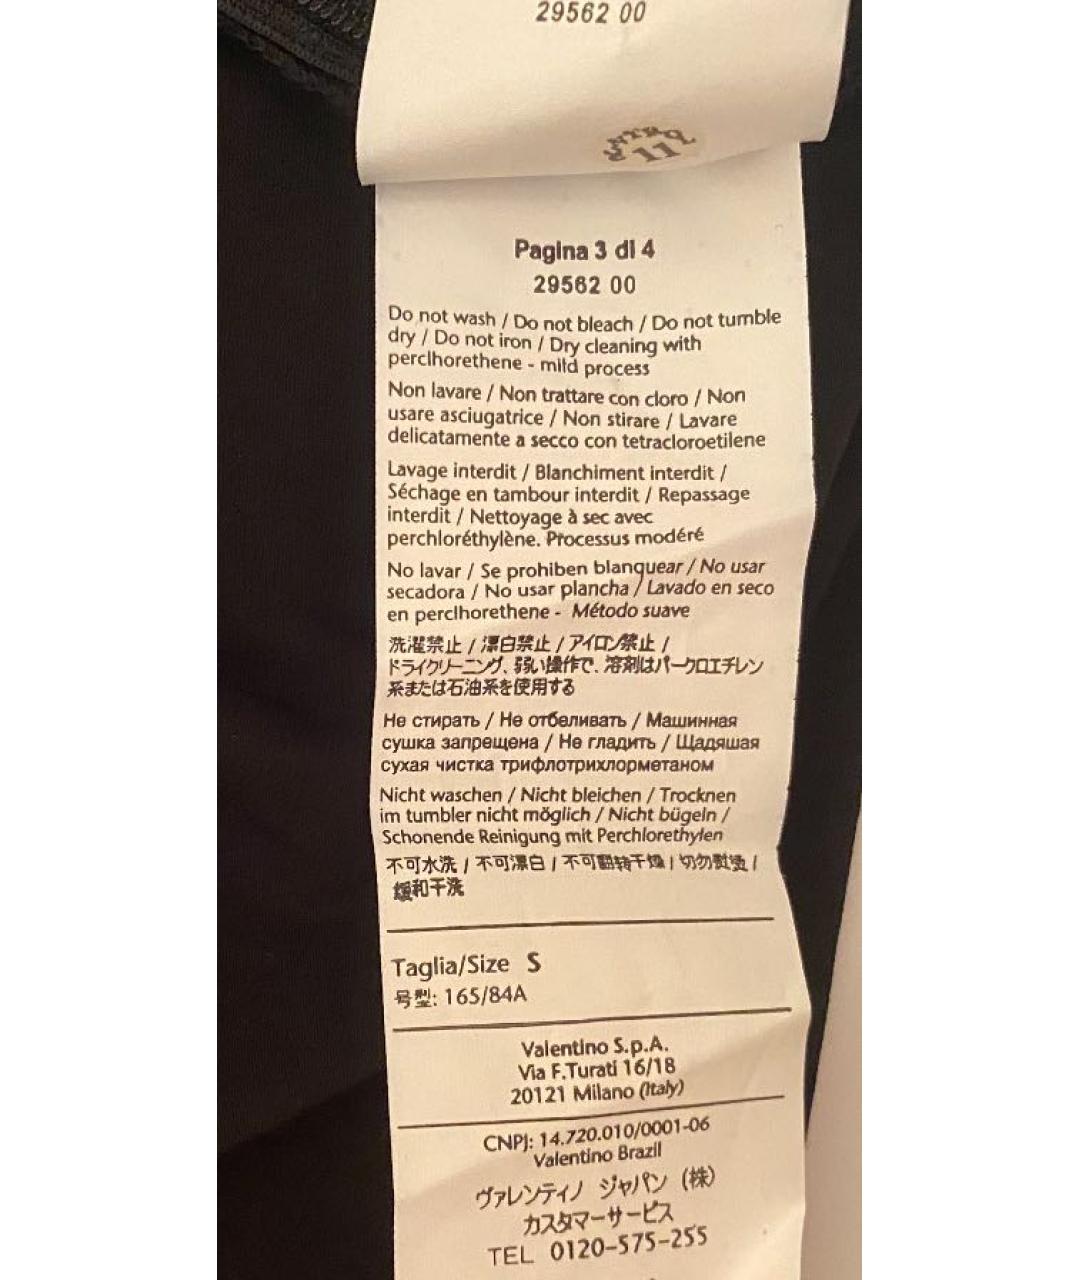 29562 00
NTRO
11
Pagina 3 di 4
29562 00
Do not wash / Do not bleach / Do not tumble
dry / Do not iron / Dry cleaning with
perclhorethene - mild process
Non lavare / Non trattare con cloro / Non
usare asciugatrice / Non stirare / Lavare
delicatamente a secco con tetracloroetilene
Lavage interdit / Blanchiment interdit /
Séchage en tambour interdit / Repassage
interdit / Nettoyage à sec avec
perchloréthylène. Processus modéré
No lavar / Se prohiben blanquear / No usar
secadora / No usar plancha / Lavado en seco
en perclhorethene - Método suave
洗濯禁止 / 漂白禁止 / アイロン禁止 /
ドライクリーニング、弱い操作で、溶剤はパークロエチレン
系または石油系を使用する
Не стирать / Не отбеливать / Машинная
сушка запрещена / Не гладить / Щадяшая
сухая чистка трифлотрихлорметаном
Nicht waschen / Nicht bleichen / Trocknen
im tumbler nicht möglich / Nicht bügeln /
Schonende Reinigung mit Perchlorethylen
不可水洗 / 不可漂白 / 不可翻转干燥 / 切勿熨烫 /
缓和干洗
Taglia/Size S
号型: 165/84A
Valentino S.p.A.
Via F.Turati 16/18
20121 Milano (Italy)
CNPJ: 14.720.010/0001-06
Valentino Brazil
ヴァレンティノ ジャパン (株)
カスタマーサービス
TEL 0120-575-255